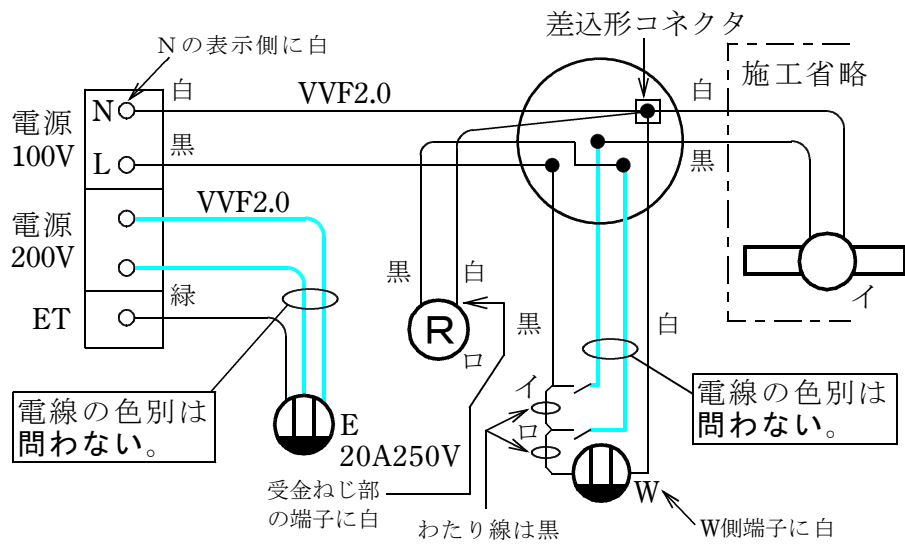 差込形コネクタ
Nの表示側に白
施工省略
白
VVF2.0
白
電源
100V
N
L
黒
黒
VVF2.0
電源
200V
黒
白
緑
ET
R
ロ
黒
白
イ
電線の色別は
問わない。
E
20A250V
イ
ロ
電線の色別は
問わない。
受金ねじ部
の端子に白
わたり線は黒
W
W側端子に白